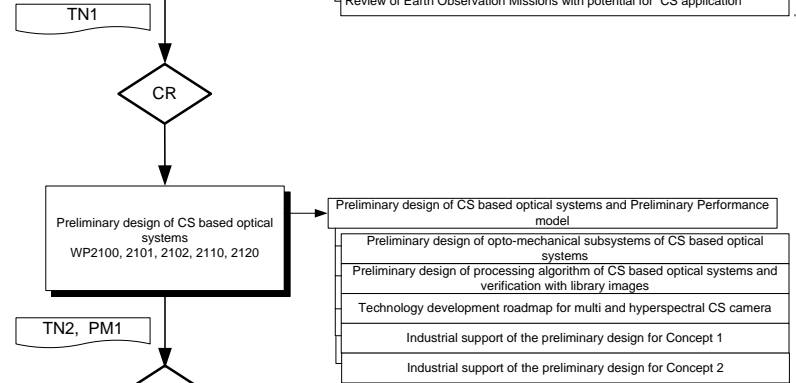 Review of Earth Observation Missions with potential for CS application
TN1
CR
Preliminary design of CS based optical
systems
WP2100, 2101, 2102, 2110, 2120
Preliminary design of CS based optical systems and Preliminary Performance
model
Preliminary design of opto-mechanical subsystems of CS based optical
systems
Preliminary design of processing algorithm of CS based optical systems and
verification with library images
Technology development roadmap for multi and hyperspectral CS camera
Industrial support of the preliminary design for Concept 1
Industrial support of the preliminary design for Concept 2
TN2, PM1